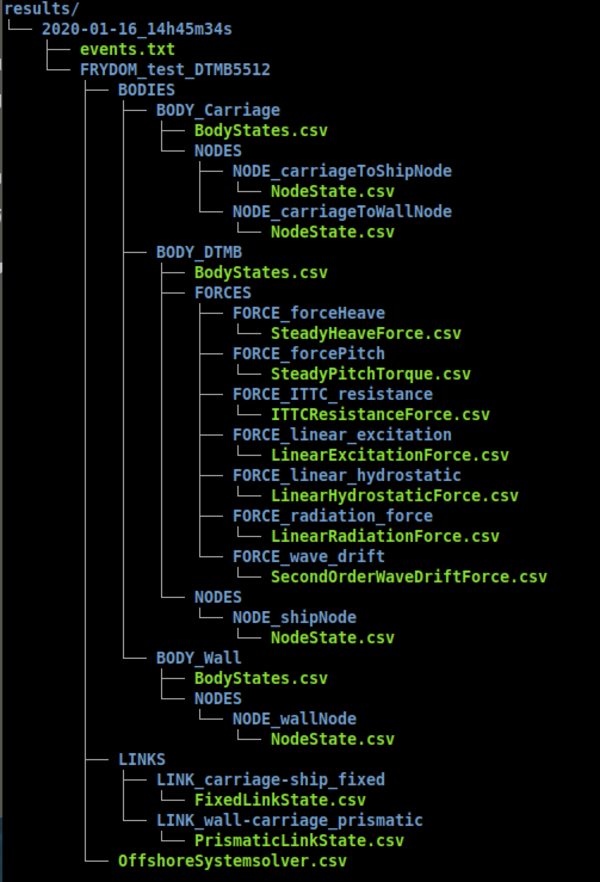 results/
└── 2020-01-16_14h45m34s
    ├── events.txt
    └── FRYDOM_test_DTMB5512
        ├── BODIES
        │   ├── BODY_Carriage
        │   │   ├── BodyStates.csv
        │   │   └── NODES
        │   │       ├── NODE_carriageToShipNode
        │   │       │   └── NodeState.csv
        │   │       └── NODE_carriageToWallNode
        │   │           └── NodeState.csv
        │   ├── BODY_DTMB
        │   │   ├── BodyStates.csv
        │   │   ├── FORCES
        │   │   │   ├── FORCE_forceHeave
        │   │   │   │   └── SteadyHeaveForce.csv
        │   │   │   ├── FORCE_forcePitch
        │   │   │   │   └── SteadyPitchTorque.csv
        │   │   │   ├── FORCE_ITTC_resistance
        │   │   │   │   └── ITTCResistanceForce.csv
        │   │   │   ├── FORCE_linear_excitation
        │   │   │   │   └── LinearExcitationForce.csv
        │   │   │   ├── FORCE_linear_hydrostatic
        │   │   │   │   └── LinearHydrostaticForce.csv
        │   │   │   ├── FORCE_radiation_force
        │   │   │   │   └── LinearRadiationForce.csv
        │   │   │   └── FORCE_wave_drift
        │   │   │       └── SecondOrderWaveDriftForce.csv
        │   │   └── NODES
        │   │       └── NODE_shipNode
        │   │           └── NodeState.csv
        │   └── BODY_Wall
        │       ├── BodyStates.csv
        │       └── NODES
        │           └── NODE_wallNode
        │               └── NodeState.csv
        ├── LINKS
        │   ├── LINK_carriage-ship_fixed
        │   │   └── FixedLinkState.csv
        │   └── LINK_wall-carriage_prismatic
        │       └── PrismaticLinkState.csv
        └── OffshoreSystemsolver.csv